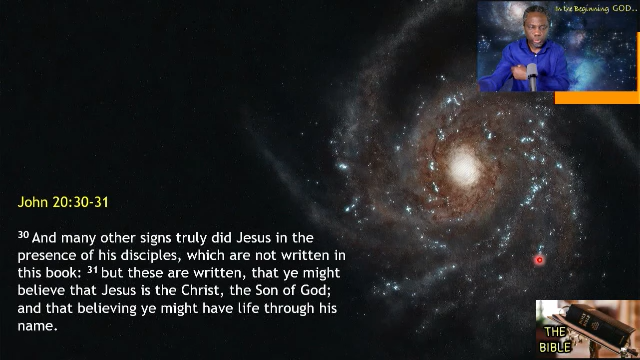 In the Beginning GOD..
John 20:30-31
30 And many other signs truly did Jesus in the
presence of his disciples, which are not written in
this book: 31 but these are written, that ye might
believe that Jesus is the Christ, the Son of God;
and that believing ye might have life through his
name.
THE
BIBLE